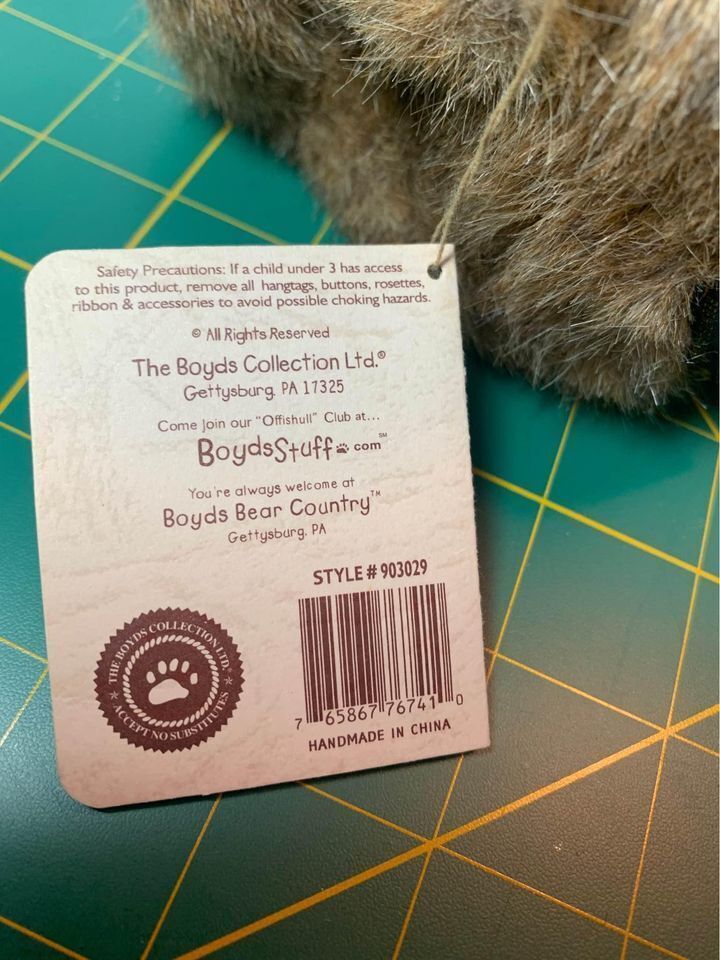 Safety Precautions: If a child under 3 has access
to this product, remove all hangtags, buttons, rosettes,
ribbon & accessories to avoid possible choking hazards.
© All Rights Reserved
The Boyds Collection Ltd.®
Gettysburg. PA 17325
Come Join our "Offishull" Club at...
BoydsStuff com℠
You're always welcome at
Boyds Bear Country™
Gettysburg. PA
STYLE # 903029
7 65867 76741 0
HANDMADE IN CHINA
THE BOYDS COLLECTION LTD.®
ACCEPT NO SUBSTITUTES